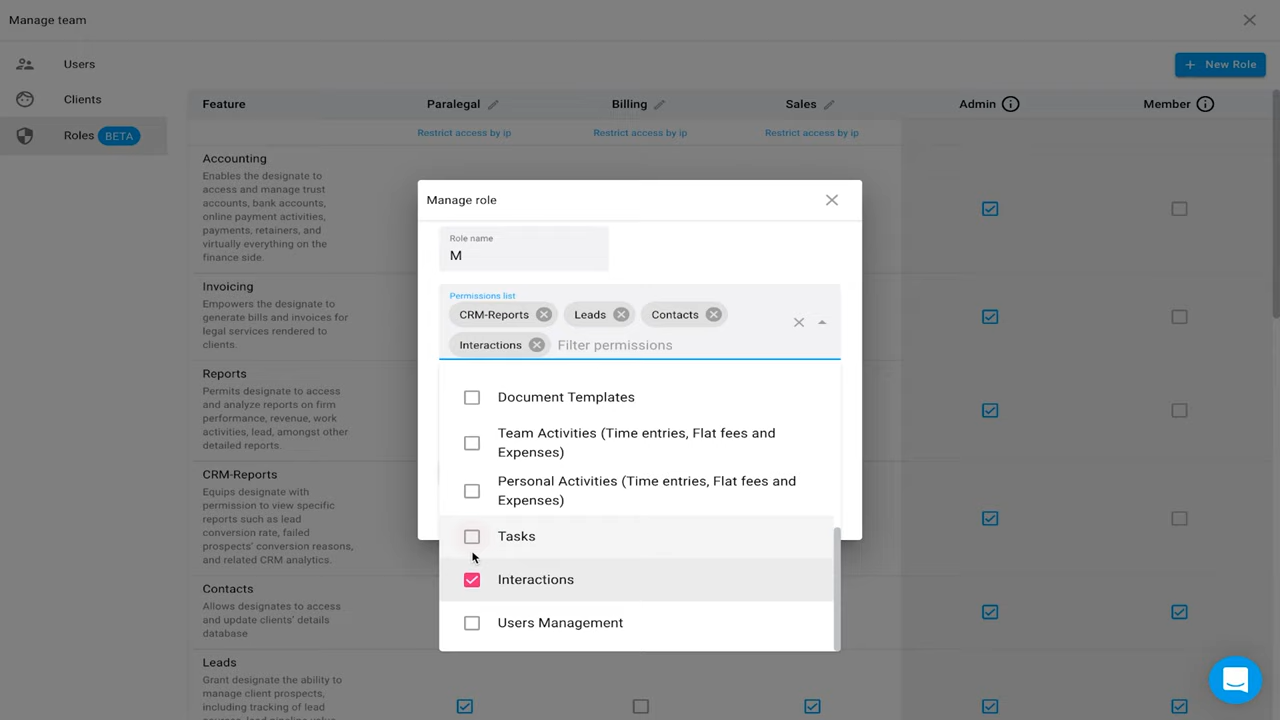 Manage team
Users
Clients
Roles BETA
+ New Role
Feature
Paralegal
Billing
Sales
Admin
Member
Restrict access by ip
Restrict access by ip
Restrict access by ip
Accounting
Enables the designate to
access and manage trust
accounts, bank accounts,
online payment activities,
payments, retainers, and
virtually everything on the
finance side.
Invoicing
Empowers the designate to
generate bills and invoices for
legal services rendered to
clients.
Reports
Permits designate to access
and analyze reports on firm
performance, revenue, work
activities, lead, amongst other
detailed reports.
CRM-Reports
Equips designate with
permission to view specific
reports such as lead
conversion rate, failed
prospects' conversion reasons,
and related CRM analytics.
Contacts
Allows designates to access
and update clients' details
database
Leads
Grant designate the ability to
manage client prospects,
including tracking of lead
Manage role
Role name
M
Permissions list
CRM-Reports
Leads
Contacts
Interactions
Filter permissions
Document Templates
Team Activities (Time entries, Flat fees and
Expenses)
Personal Activities (Time entries, Flat fees and
Expenses)
Tasks
Interactions
Users Management